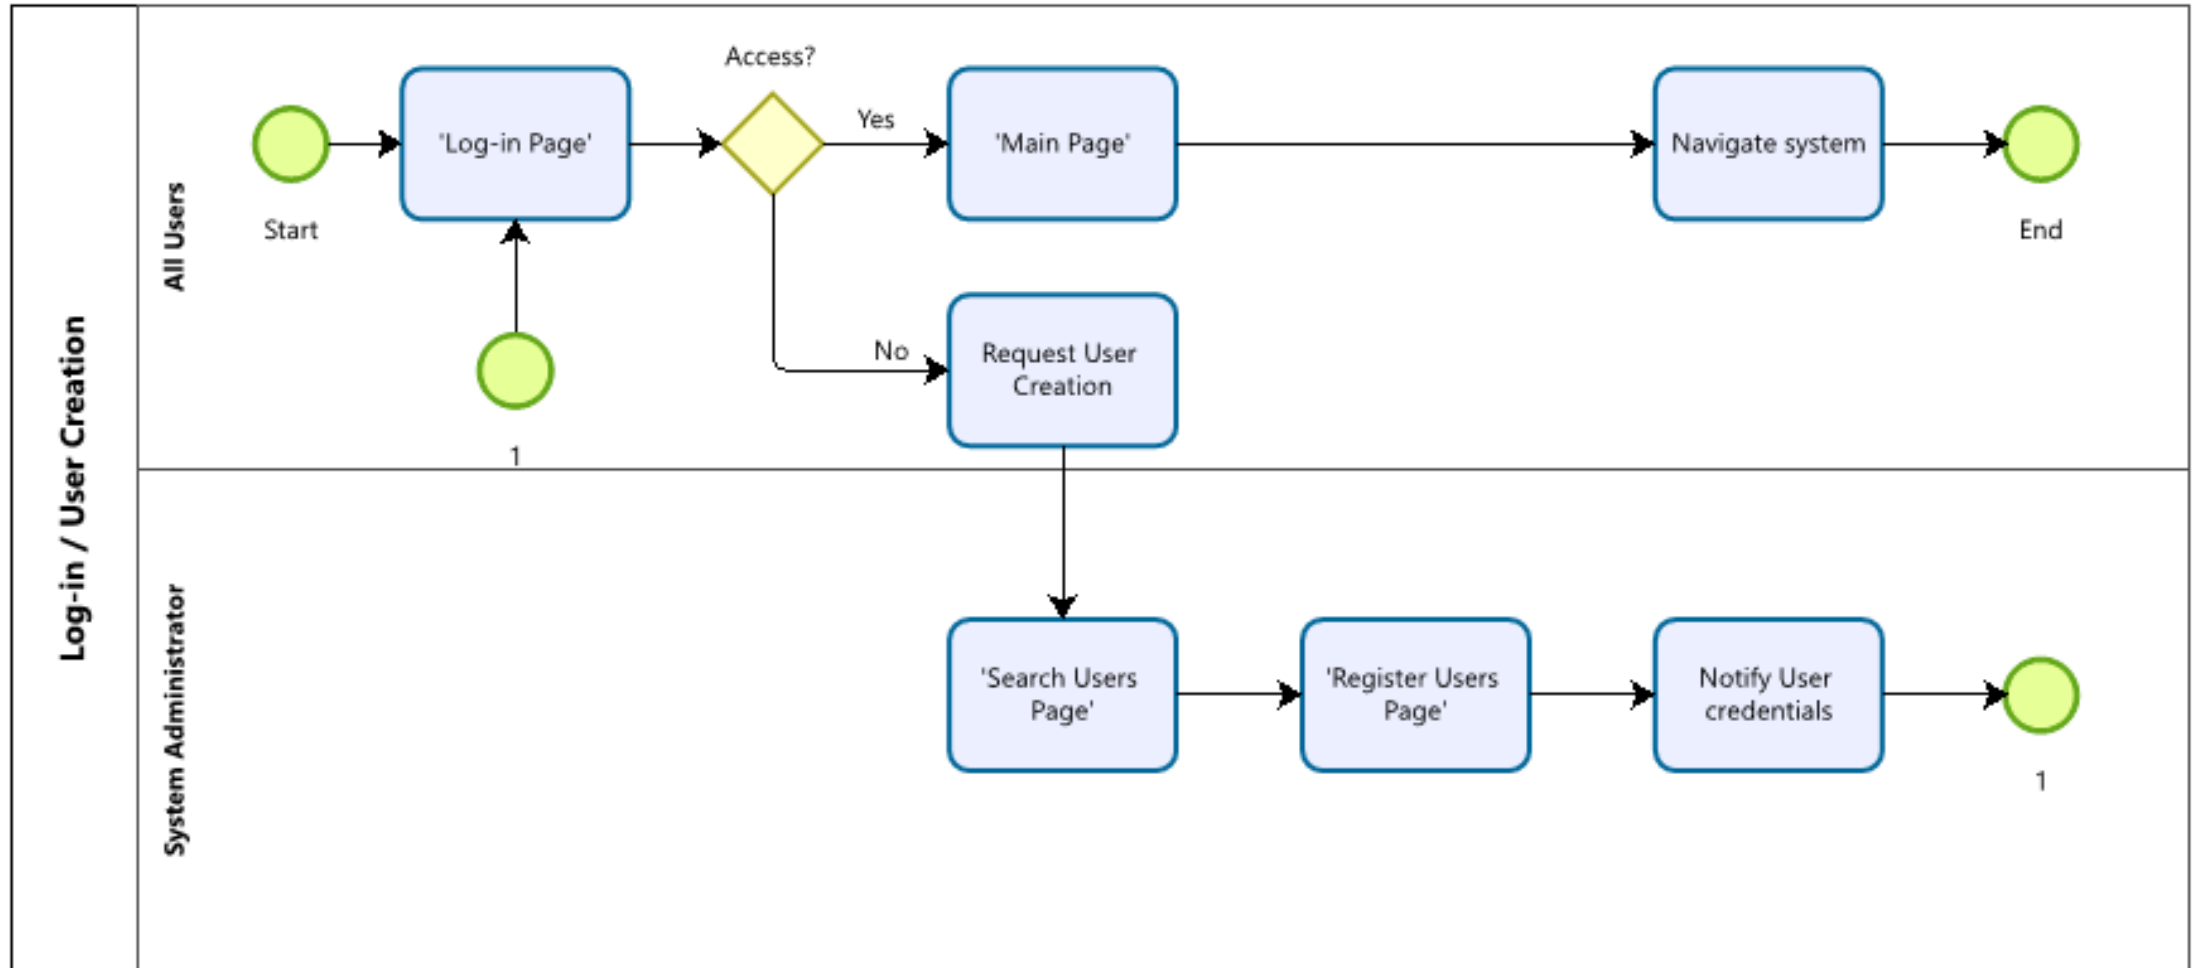 Log-in / User Creation
All Users
Start
'Log-in Page'
Access?
Yes
'Main Page'
Navigate system
End
1
No
Request User
Creation
System Administrator
'Search Users
Page'
'Register Users
Page'
Notify User
credentials
1